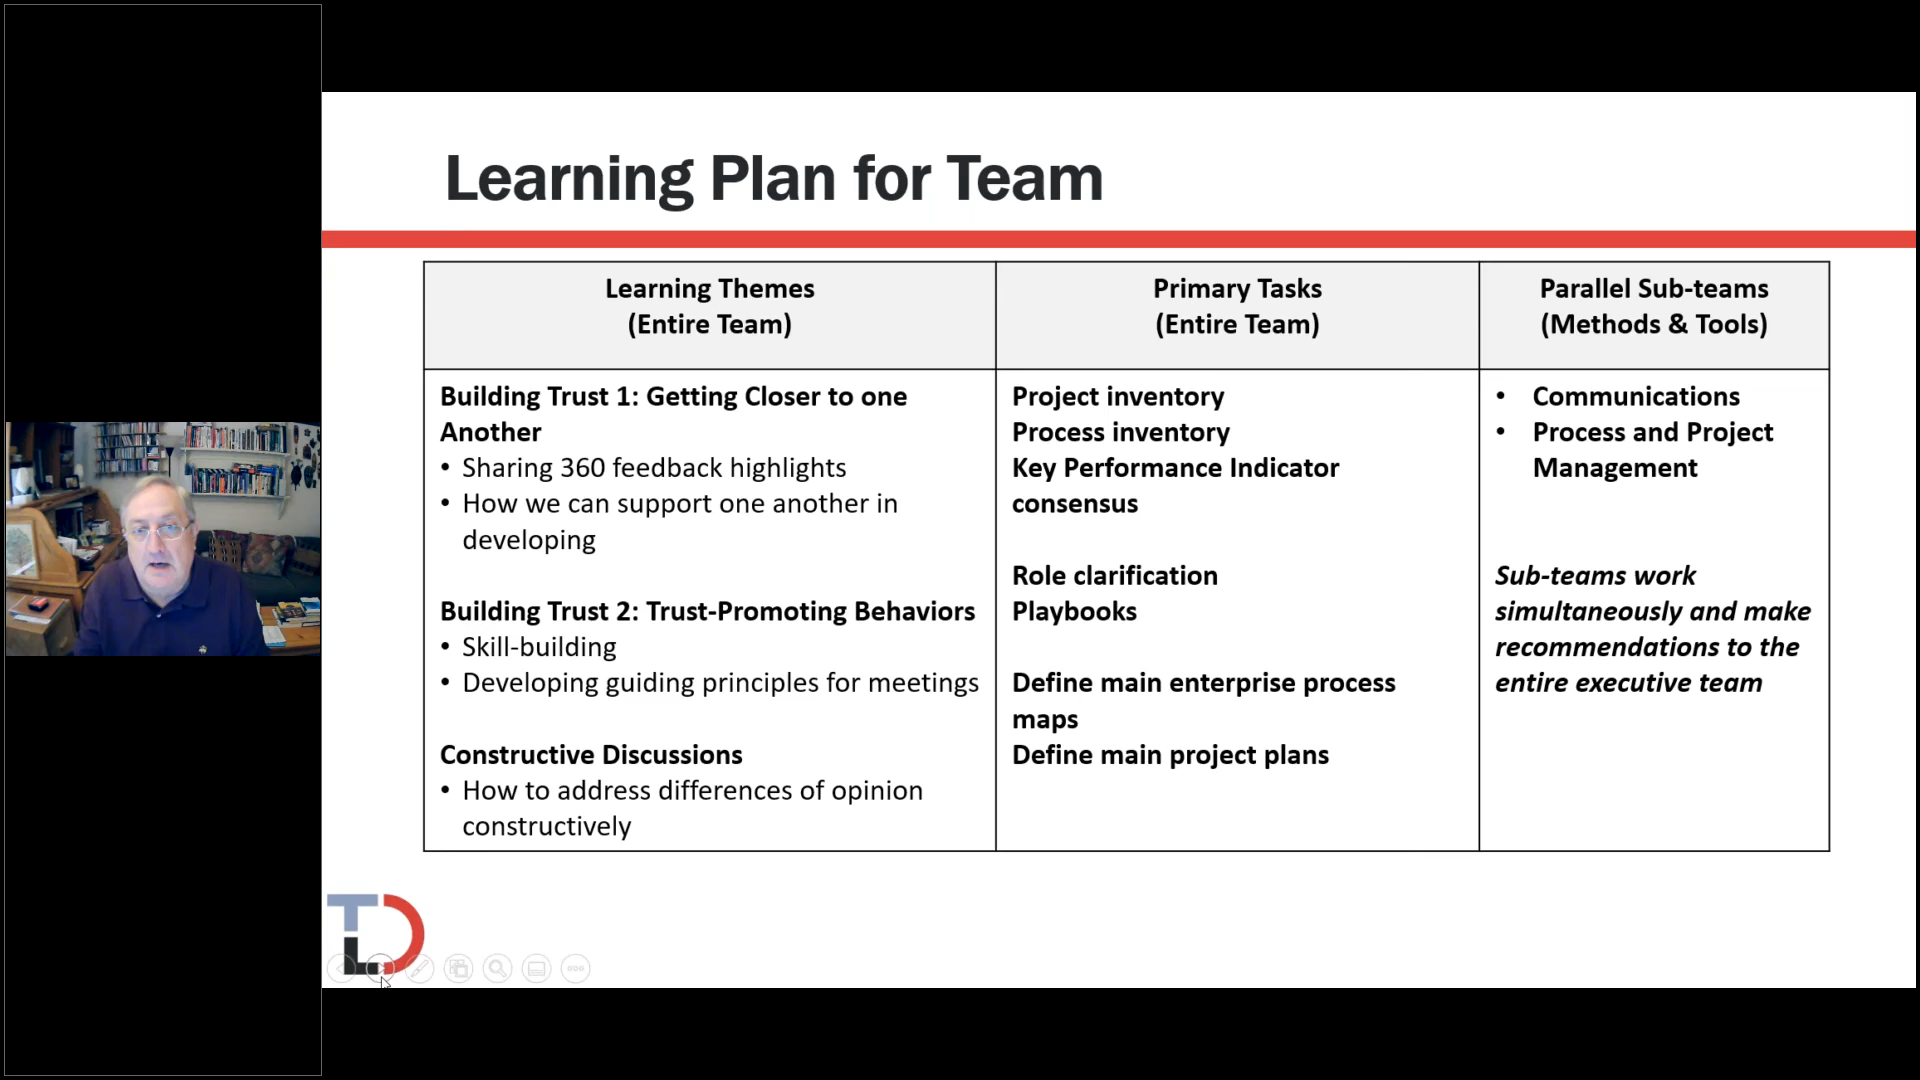 Learning Plan for Team
Learning Themes
(Entire Team)
Primary Tasks
(Entire Team)
Parallel Sub-teams
(Methods & Tools)
Building Trust 1: Getting Closer to one
Another
• Sharing 360 feedback highlights
• How we can support one another in
developing
Building Trust 2: Trust-Promoting Behaviors
• Skill-building
• Developing guiding principles for meetings
Constructive Discussions
• How to address differences of opinion
constructively
Project inventory
Process inventory
Key Performance Indicator
consensus
Role clarification
Playbooks
Define main enterprise process
maps
Define main project plans
• Communications
• Process and Project
Management
Sub-teams work
simultaneously and make
recommendations to the
entire executive team
TLD